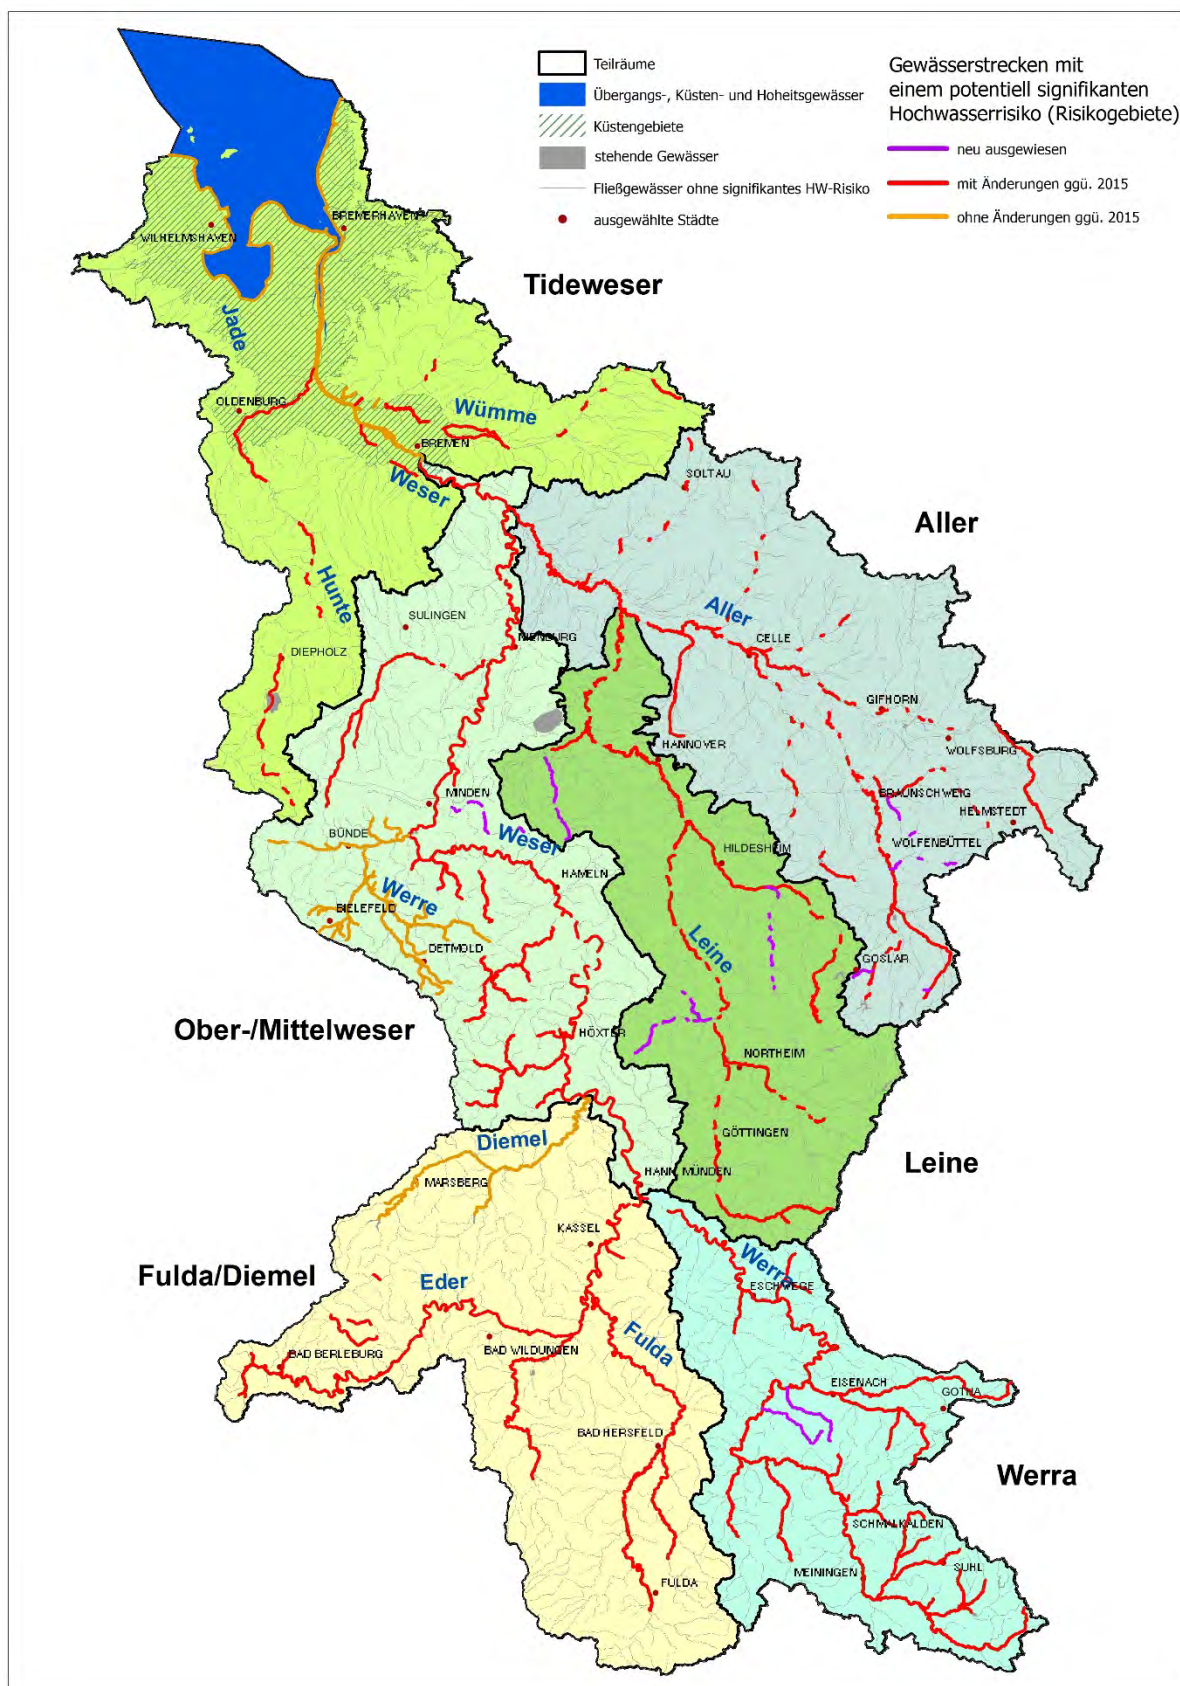 Teilräume
Übergangs-, Küsten- und Hoheitsgewässer
Küstengebiete
stehende Gewässer
Fließgewässer ohne signifikantes HW-Risiko
ausgewählte Städte
Gewässerstrecken mit
einem potentiell signifikanten
Hochwasserrisiko (Risikogebiete)
neu ausgewiesen
mit Änderungen ggü. 2015
ohne Änderungen ggü. 2015
BREMERHAVEN
WILHELMSHAVEN
Tideweser
Jade
OLDENBURG
Wümme
BREMEN
SOLTAU
Weser
Aller
Hunte
Aller
SULINGEN
NIENBURG
CELLE
DIEPHOLZ
GIFHORN
HANNOVER
WOLFSBURG
MINDEN
BRAUNSCHWEIG
HELMSTEDT
BÜNDE
Weser
WOLFENBÜTTEL
HILDESHEIM
HAMELN
Werre
BIELEFELD
DETMOLD
Leine
GOSLAR
Ober-/Mittelweser
HÖXTER
NORTHEIM
Diemel
GÖTTINGEN
Leine
MARSBERG
HANN. MÜNDEN
KASSEL
Werra
Fulda/Diemel
Eder
ESCHWEGE
Fulda
BAD BERLEBURG
BAD WILDUNGEN
EISENACH
GOTHA
BAD HERSFELD
Werra
SCHMALKALDEN
MEININGEN
SUHL
FULDA